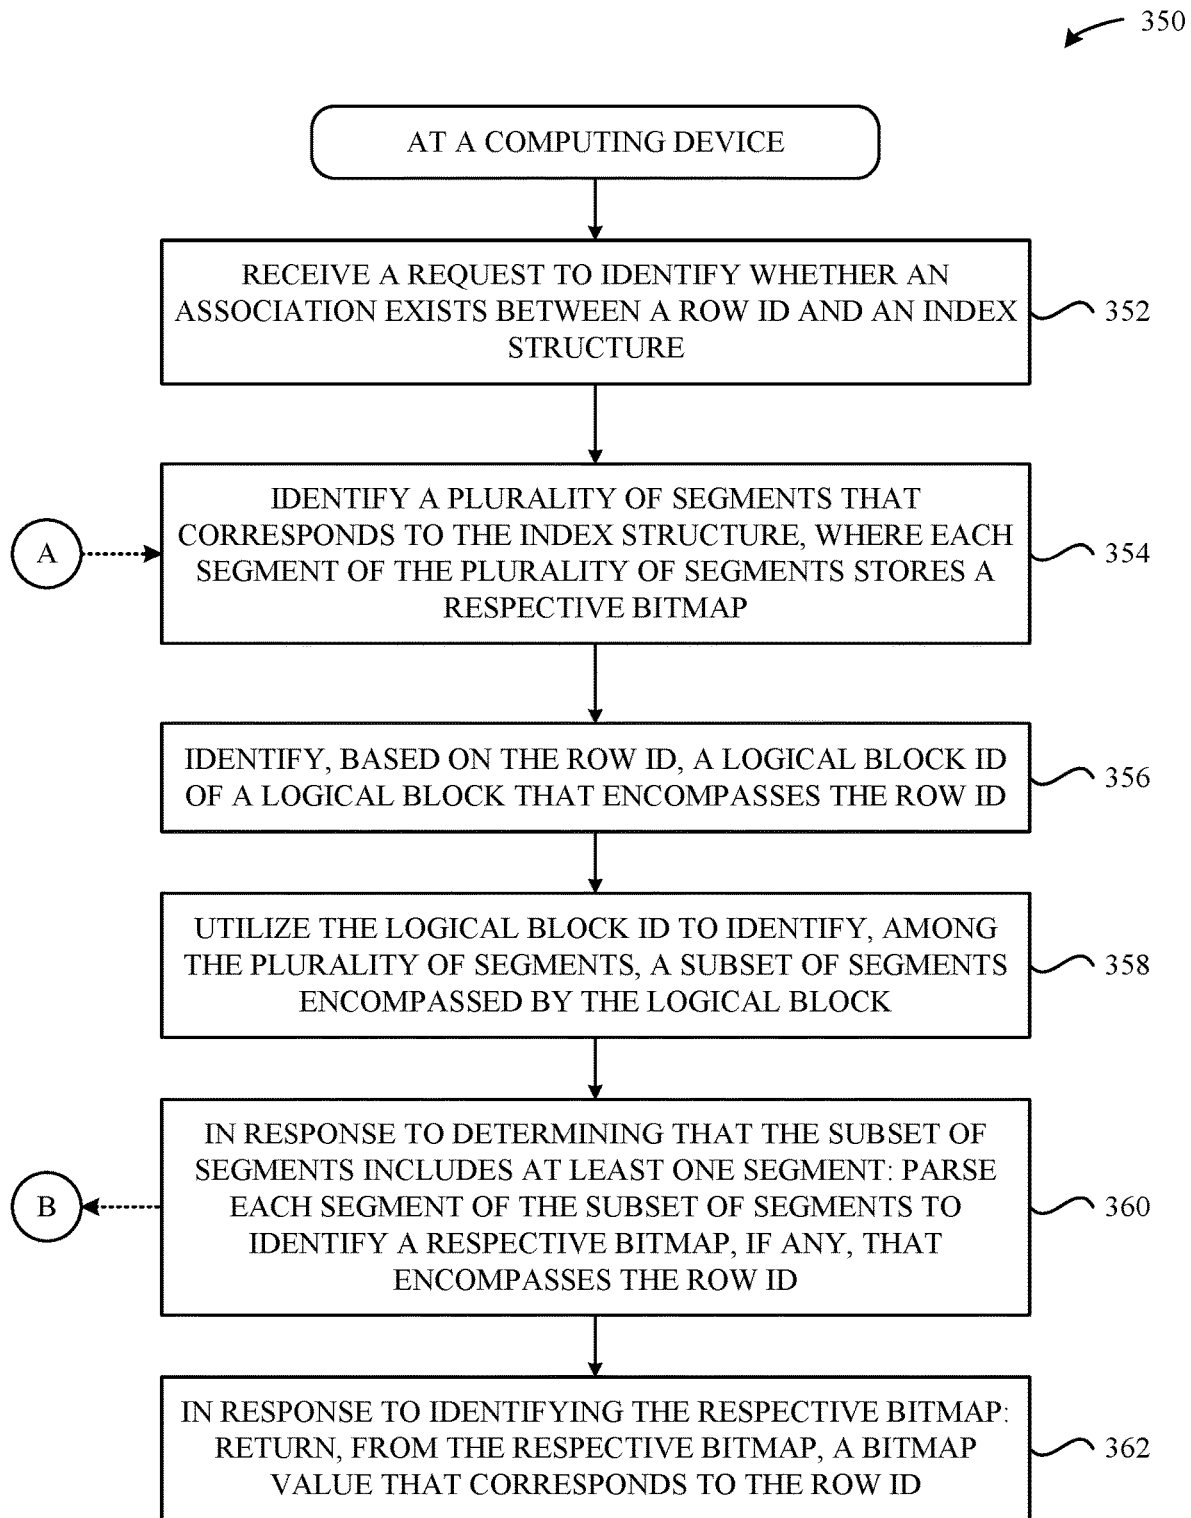 350
AT A COMPUTING DEVICE
RECEIVE A REQUEST TO IDENTIFY WHETHER AN
ASSOCIATION EXISTS BETWEEN A ROW ID AND AN INDEX
STRUCTURE
352
IDENTIFY A PLURALITY OF SEGMENTS THAT
CORRESPONDS TO THE INDEX STRUCTURE, WHERE EACH
SEGMENT OF THE PLURALITY OF SEGMENTS STORES A
RESPECTIVE BITMAP
A
354
IDENTIFY, BASED ON THE ROW ID, A LOGICAL BLOCK ID
OF A LOGICAL BLOCK THAT ENCOMPASSES THE ROW ID
356
UTILIZE THE LOGICAL BLOCK ID TO IDENTIFY, AMONG
THE PLURALITY OF SEGMENTS, A SUBSET OF SEGMENTS
ENCOMPASSED BY THE LOGICAL BLOCK
358
IN RESPONSE TO DETERMINING THAT THE SUBSET OF
SEGMENTS INCLUDES AT LEAST ONE SEGMENT: PARSE
EACH SEGMENT OF THE SUBSET OF SEGMENTS TO
IDENTIFY A RESPECTIVE BITMAP, IF ANY, THAT
ENCOMPASSES THE ROW ID
B
360
IN RESPONSE TO IDENTIFYING THE RESPECTIVE BITMAP:
RETURN, FROM THE RESPECTIVE BITMAP, A BITMAP
VALUE THAT CORRESPONDS TO THE ROW ID
362